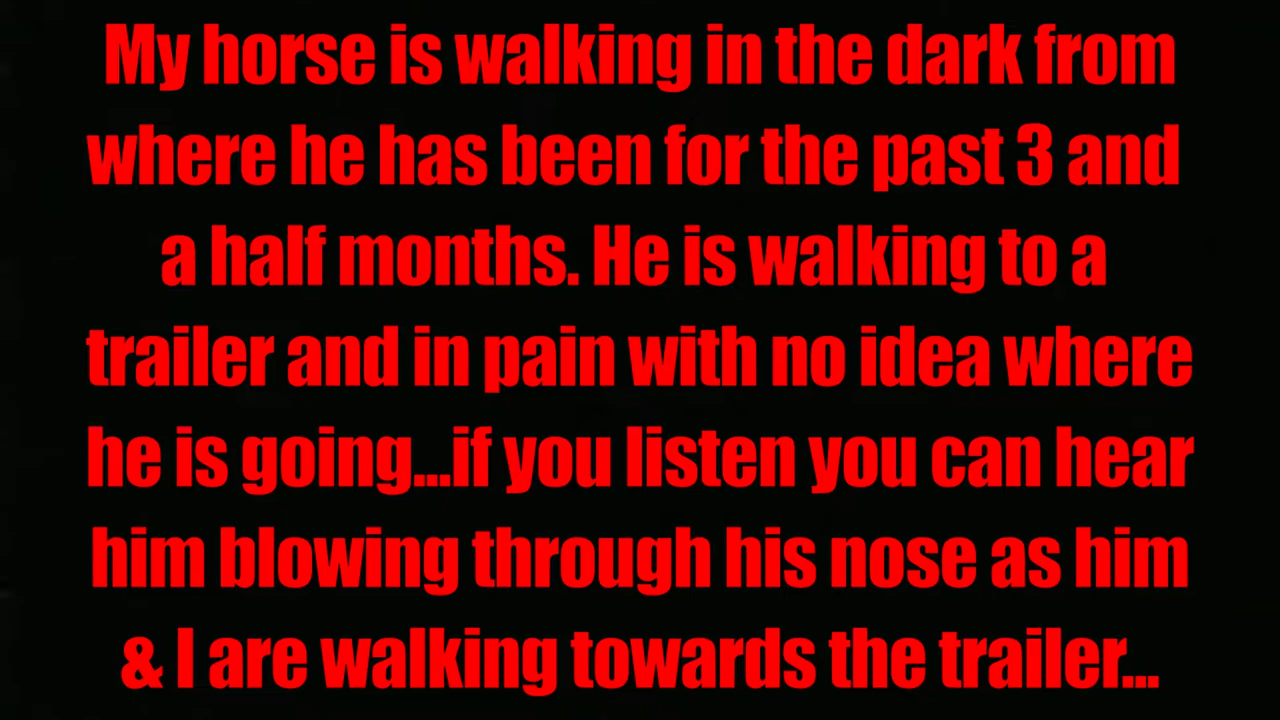 My horse is walking in the dark from
where he has been for the past 3 and
a half months. He is walking to a
trailer and in pain with no idea where
he is going...if you listen you can hear
him blowing through his nose as him
& I are walking towards the trailer...